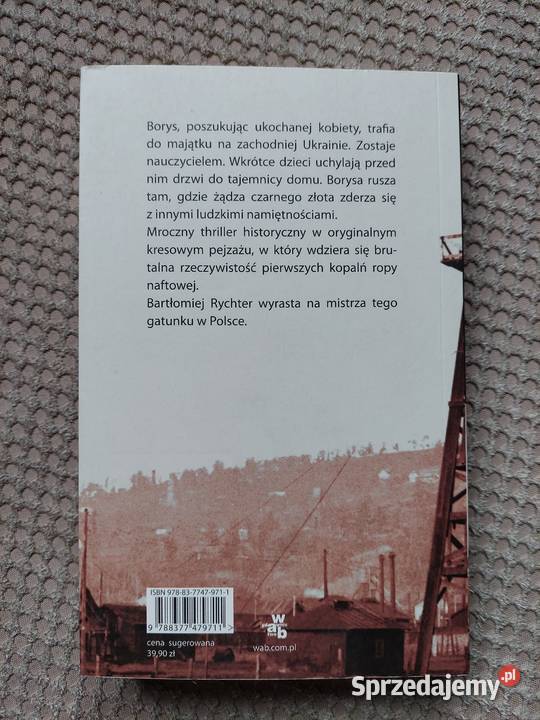 Borys, poszukując ukochanej kobiety, trafia
do majątku na zachodniej Ukrainie. Zostaje
nauczycielem. Wkrótce dzieci uchylają przed
nim drzwi do tajemnicy domu. Borysa rusza
tam, gdzie żądza czarnego złota zderza się
z innymi ludzkimi namiętnościami.
Mroczny thriller historyczny w oryginalnym
kresowym pejzażu, w który wdziera się bru-
talna rzeczywistość pierwszych kopalń ropy
naftowej.
Bartłomiej Rychter wyrasta na mistrza tego
gatunku w Polsce.
ISBN 978-83-7747-971-1
9 788377 479711 >
cena sugerowana
39,90 zł
w
ab
wab.com.pl
Sprzedajemy.pl